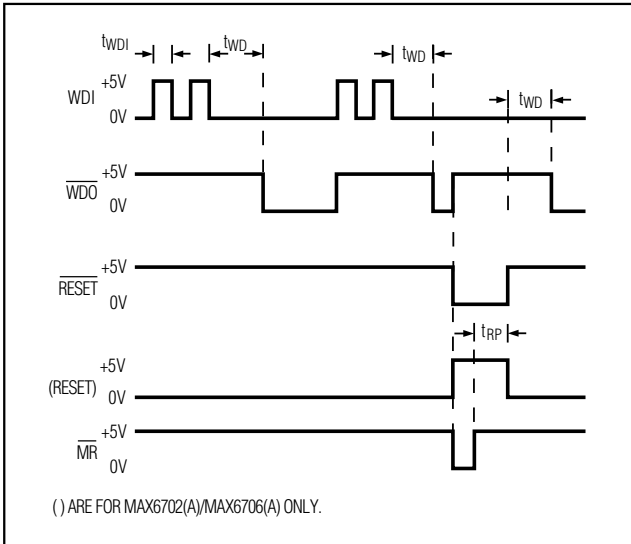 tWDI
tWD
tWD
tWD
WDI
+5V
0V
WDO
+5V
0V
RESET
+5V
0V
tRP
(RESET)
+5V
0V
MR
+5V
0V
( ) ARE FOR MAX6702(A)/MAX6706(A) ONLY.